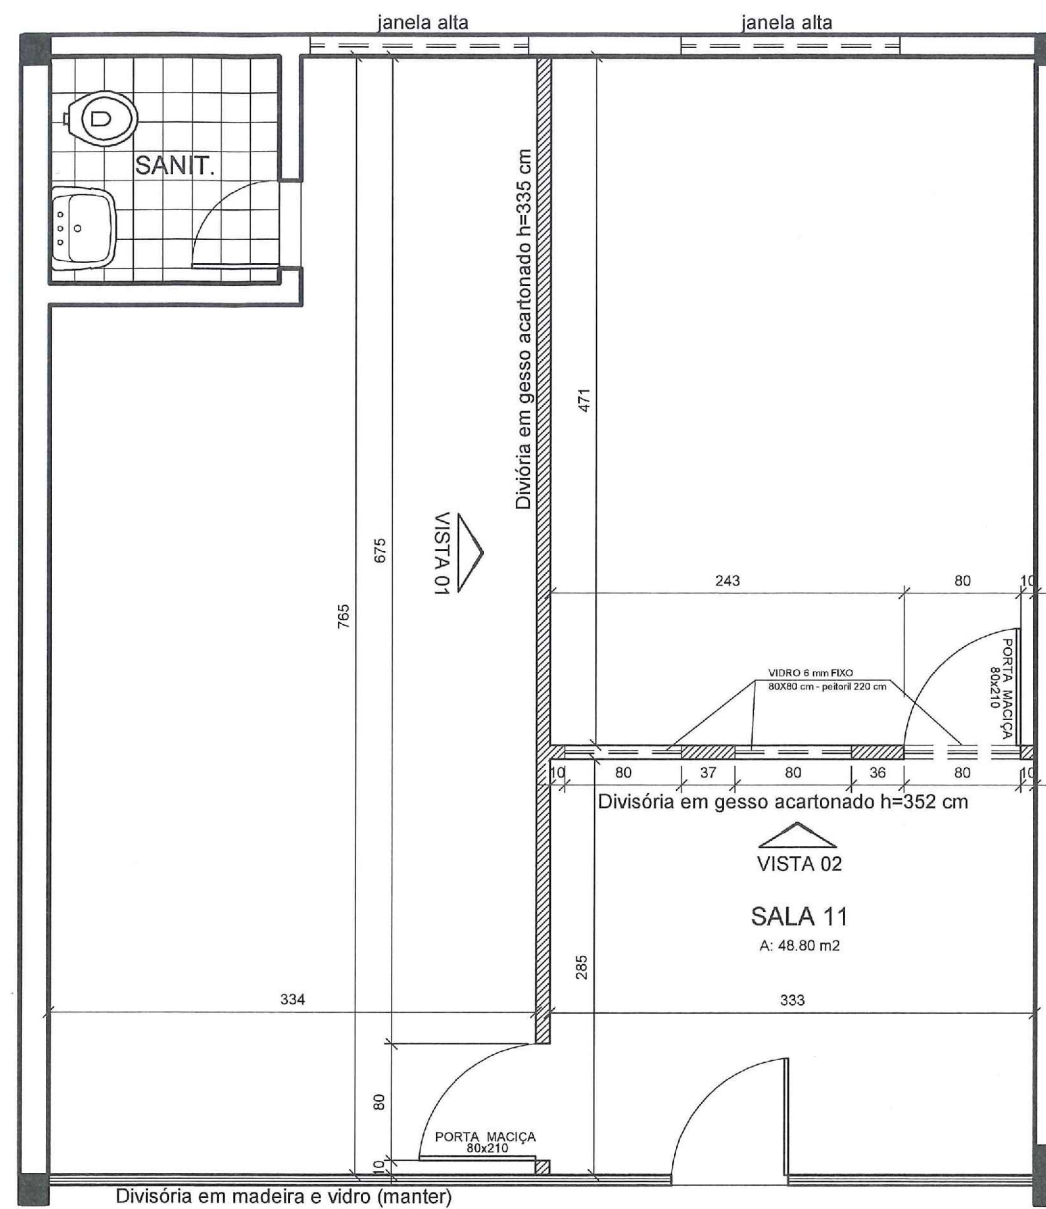 janela alta
janela alta
SANIT.
Diviória em gesso acartonado h=335 cm
471
VISTA 01
675
765
243
80
10
VIDRO 6 mm FIXO
80X80 cm - peitoril 220 cm
PORTA MACIÇA
80x210
10
80
37
80
36
80
10
Divisória em gesso acartonado h=352 cm
VISTA 02
SALA 11
A: 48.80 m2
285
334
333
80
PORTA MACIÇA
80x210
10
Divisória em madeira e vidro (manter)